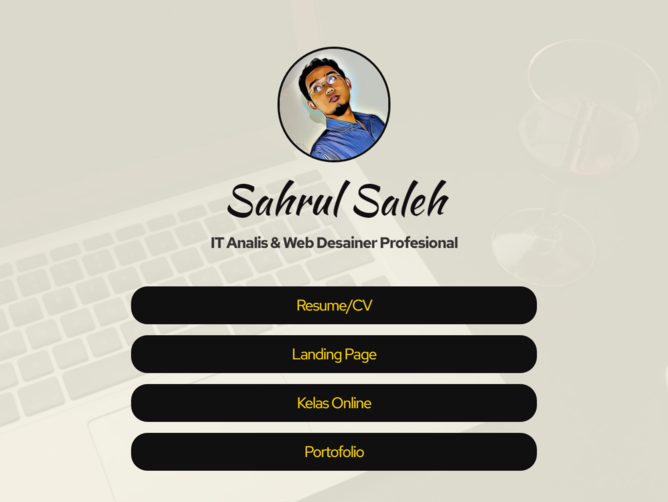 Sahrul Saleh
IT Analis & Web Desainer Profesional
Resume/CV
Landing Page
Kelas Online
Portofolio